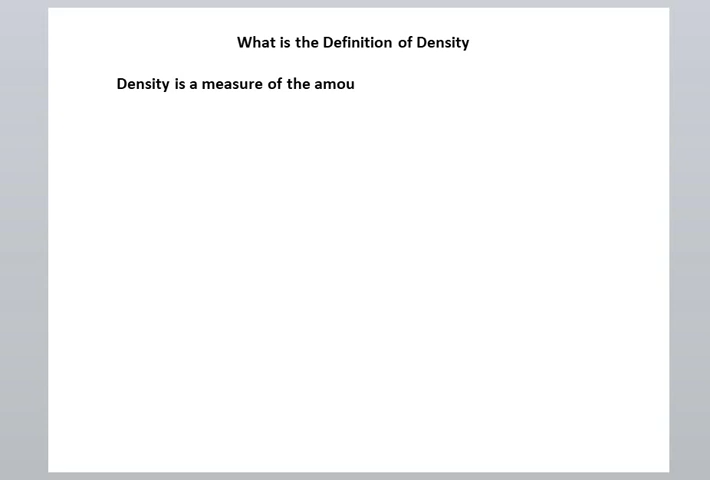 What is the Definition of Density
Density is a measure of the amou